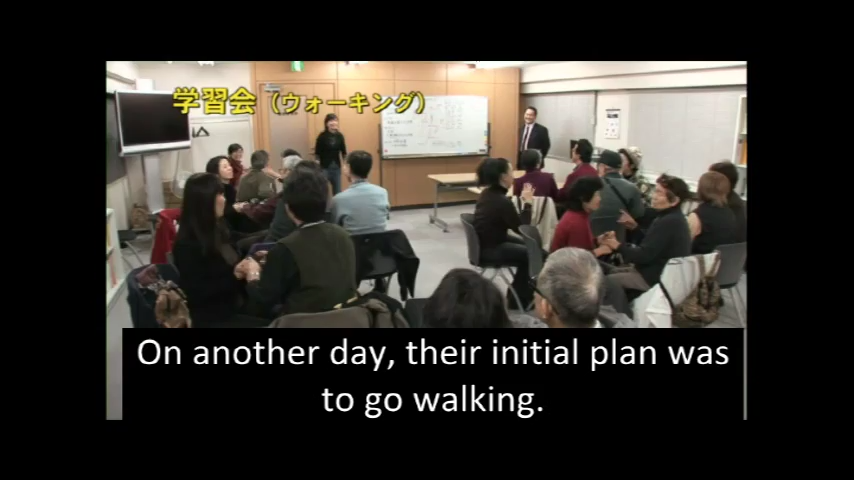 学習会（ウォーキング）
On another day, their initial plan was
to go walking.